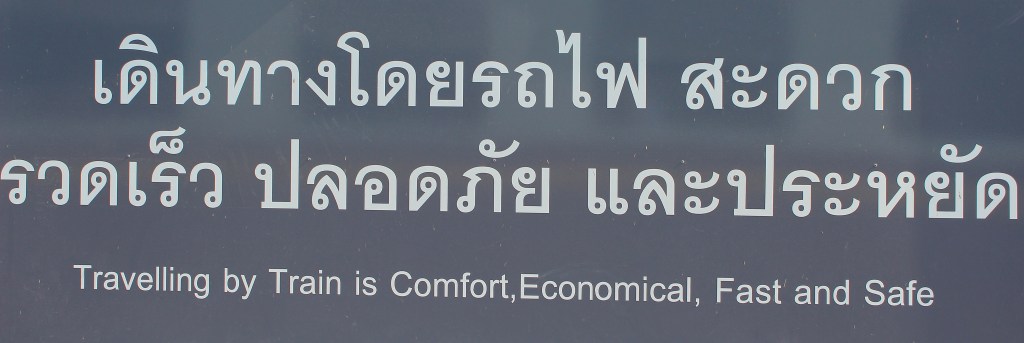 เดินทางโดยรถไฟ สะดวก
รวดเร็ว ปลอดภัย และประหยัด
Travelling by Train is Comfort,Economical, Fast and Safe